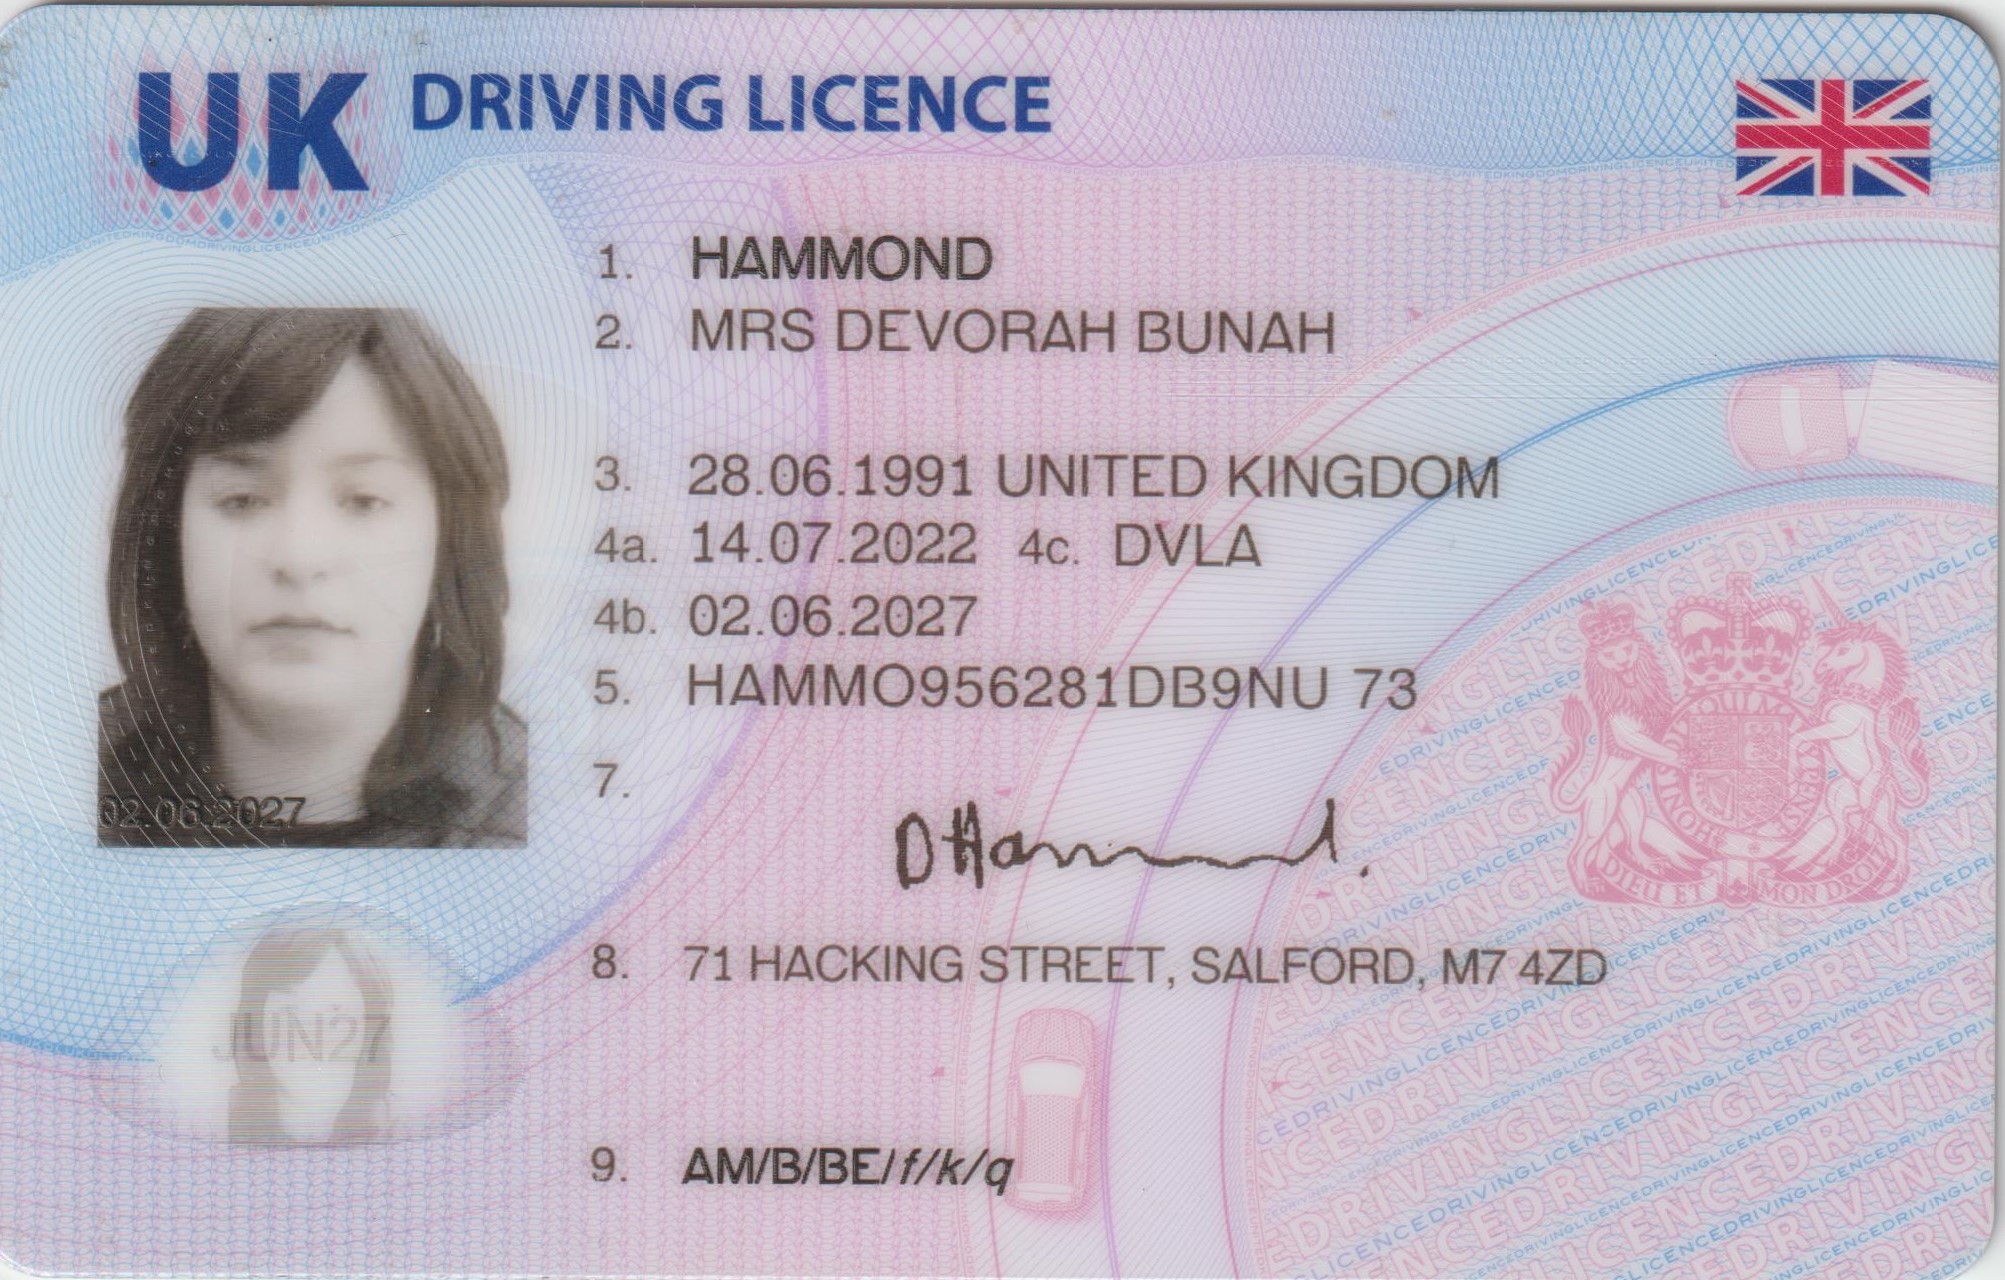 UK DRIVING LICENCE
1. HAMMOND
2. MRS DEVORAH BUNAH
3. 28.06.1991 UNITED KINGDOM
4a. 14.07.2022 4c. DVLA
4b. 02.06.2027
5. HAMMO956281DB9NU 73
7.
D Hammond.
02.06.2027
8. 71 HACKING STREET, SALFORD, M7 4ZD
JUN27
9. AM/B/BE/f/k/q
DIEU ET MON DROIT